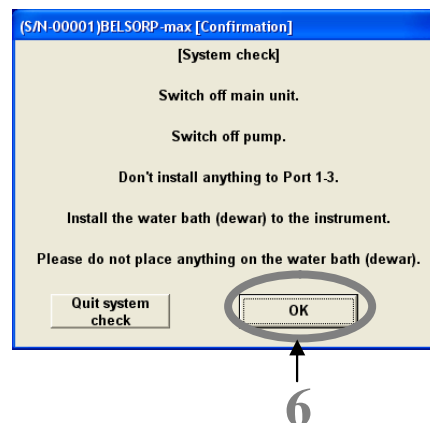 (S/N-00001)BELSORP-max [Confirmation]
[System check]
Switch off main unit.
Switch off pump.
Don't install anything to Port 1-3.
Install the water bath (dewar) to the instrument.
Please do not place anything on the water bath (dewar).
Quit system
check
OK
6